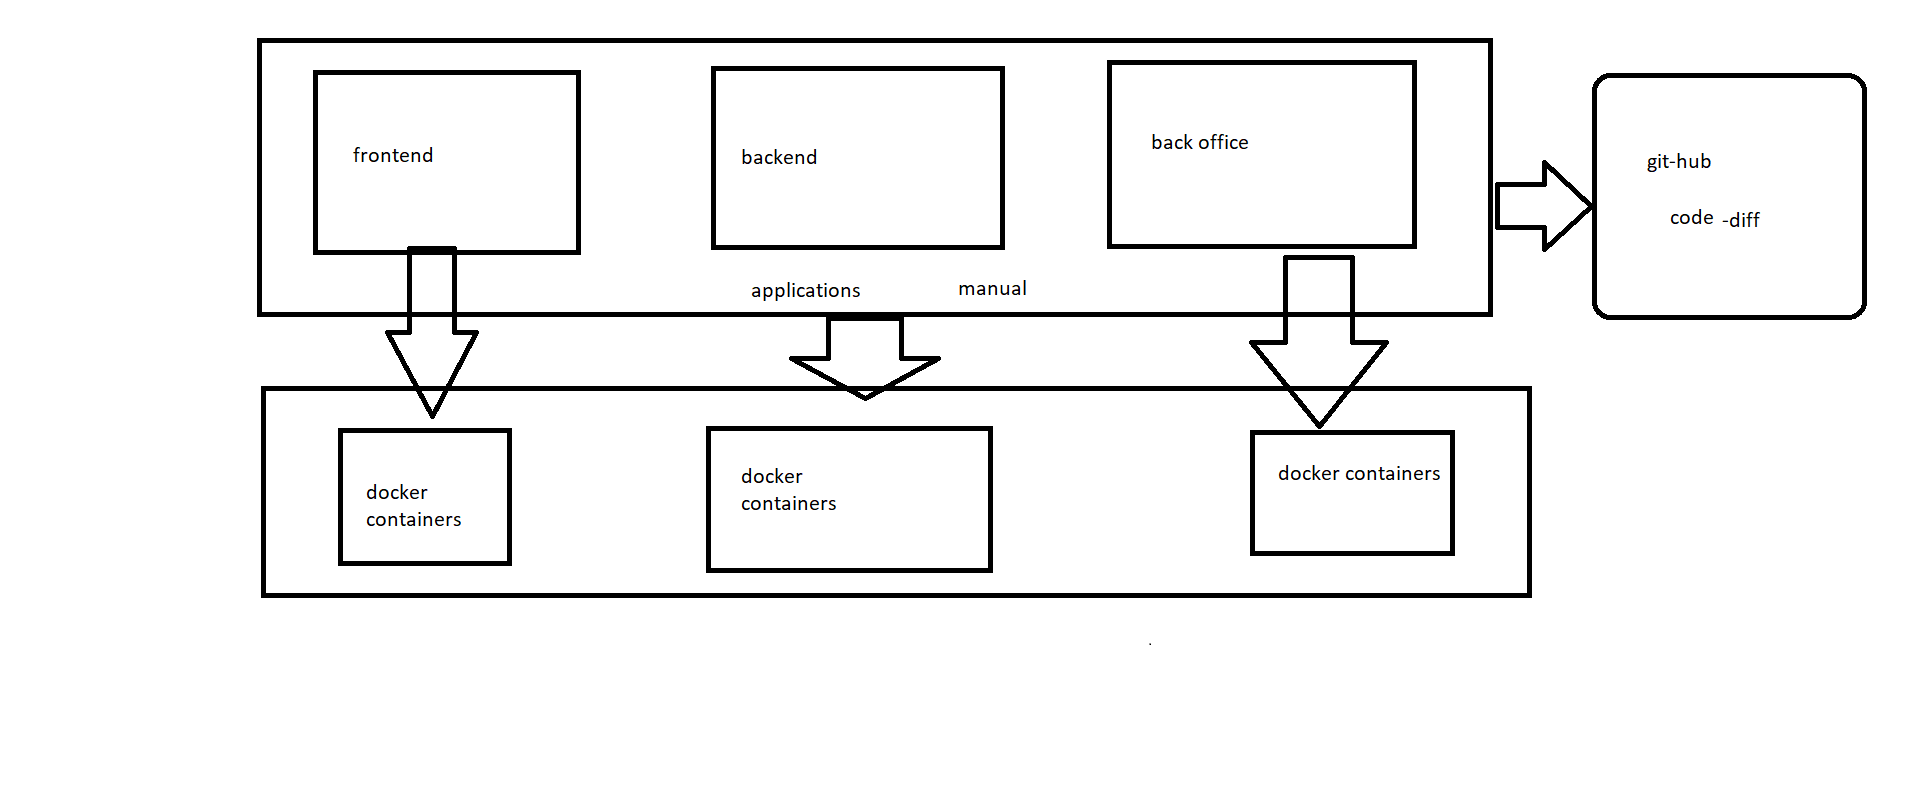 frontend
backend
back office
git-hub
code -diff
applications
manual
docker
containers
docker
containers
docker containers